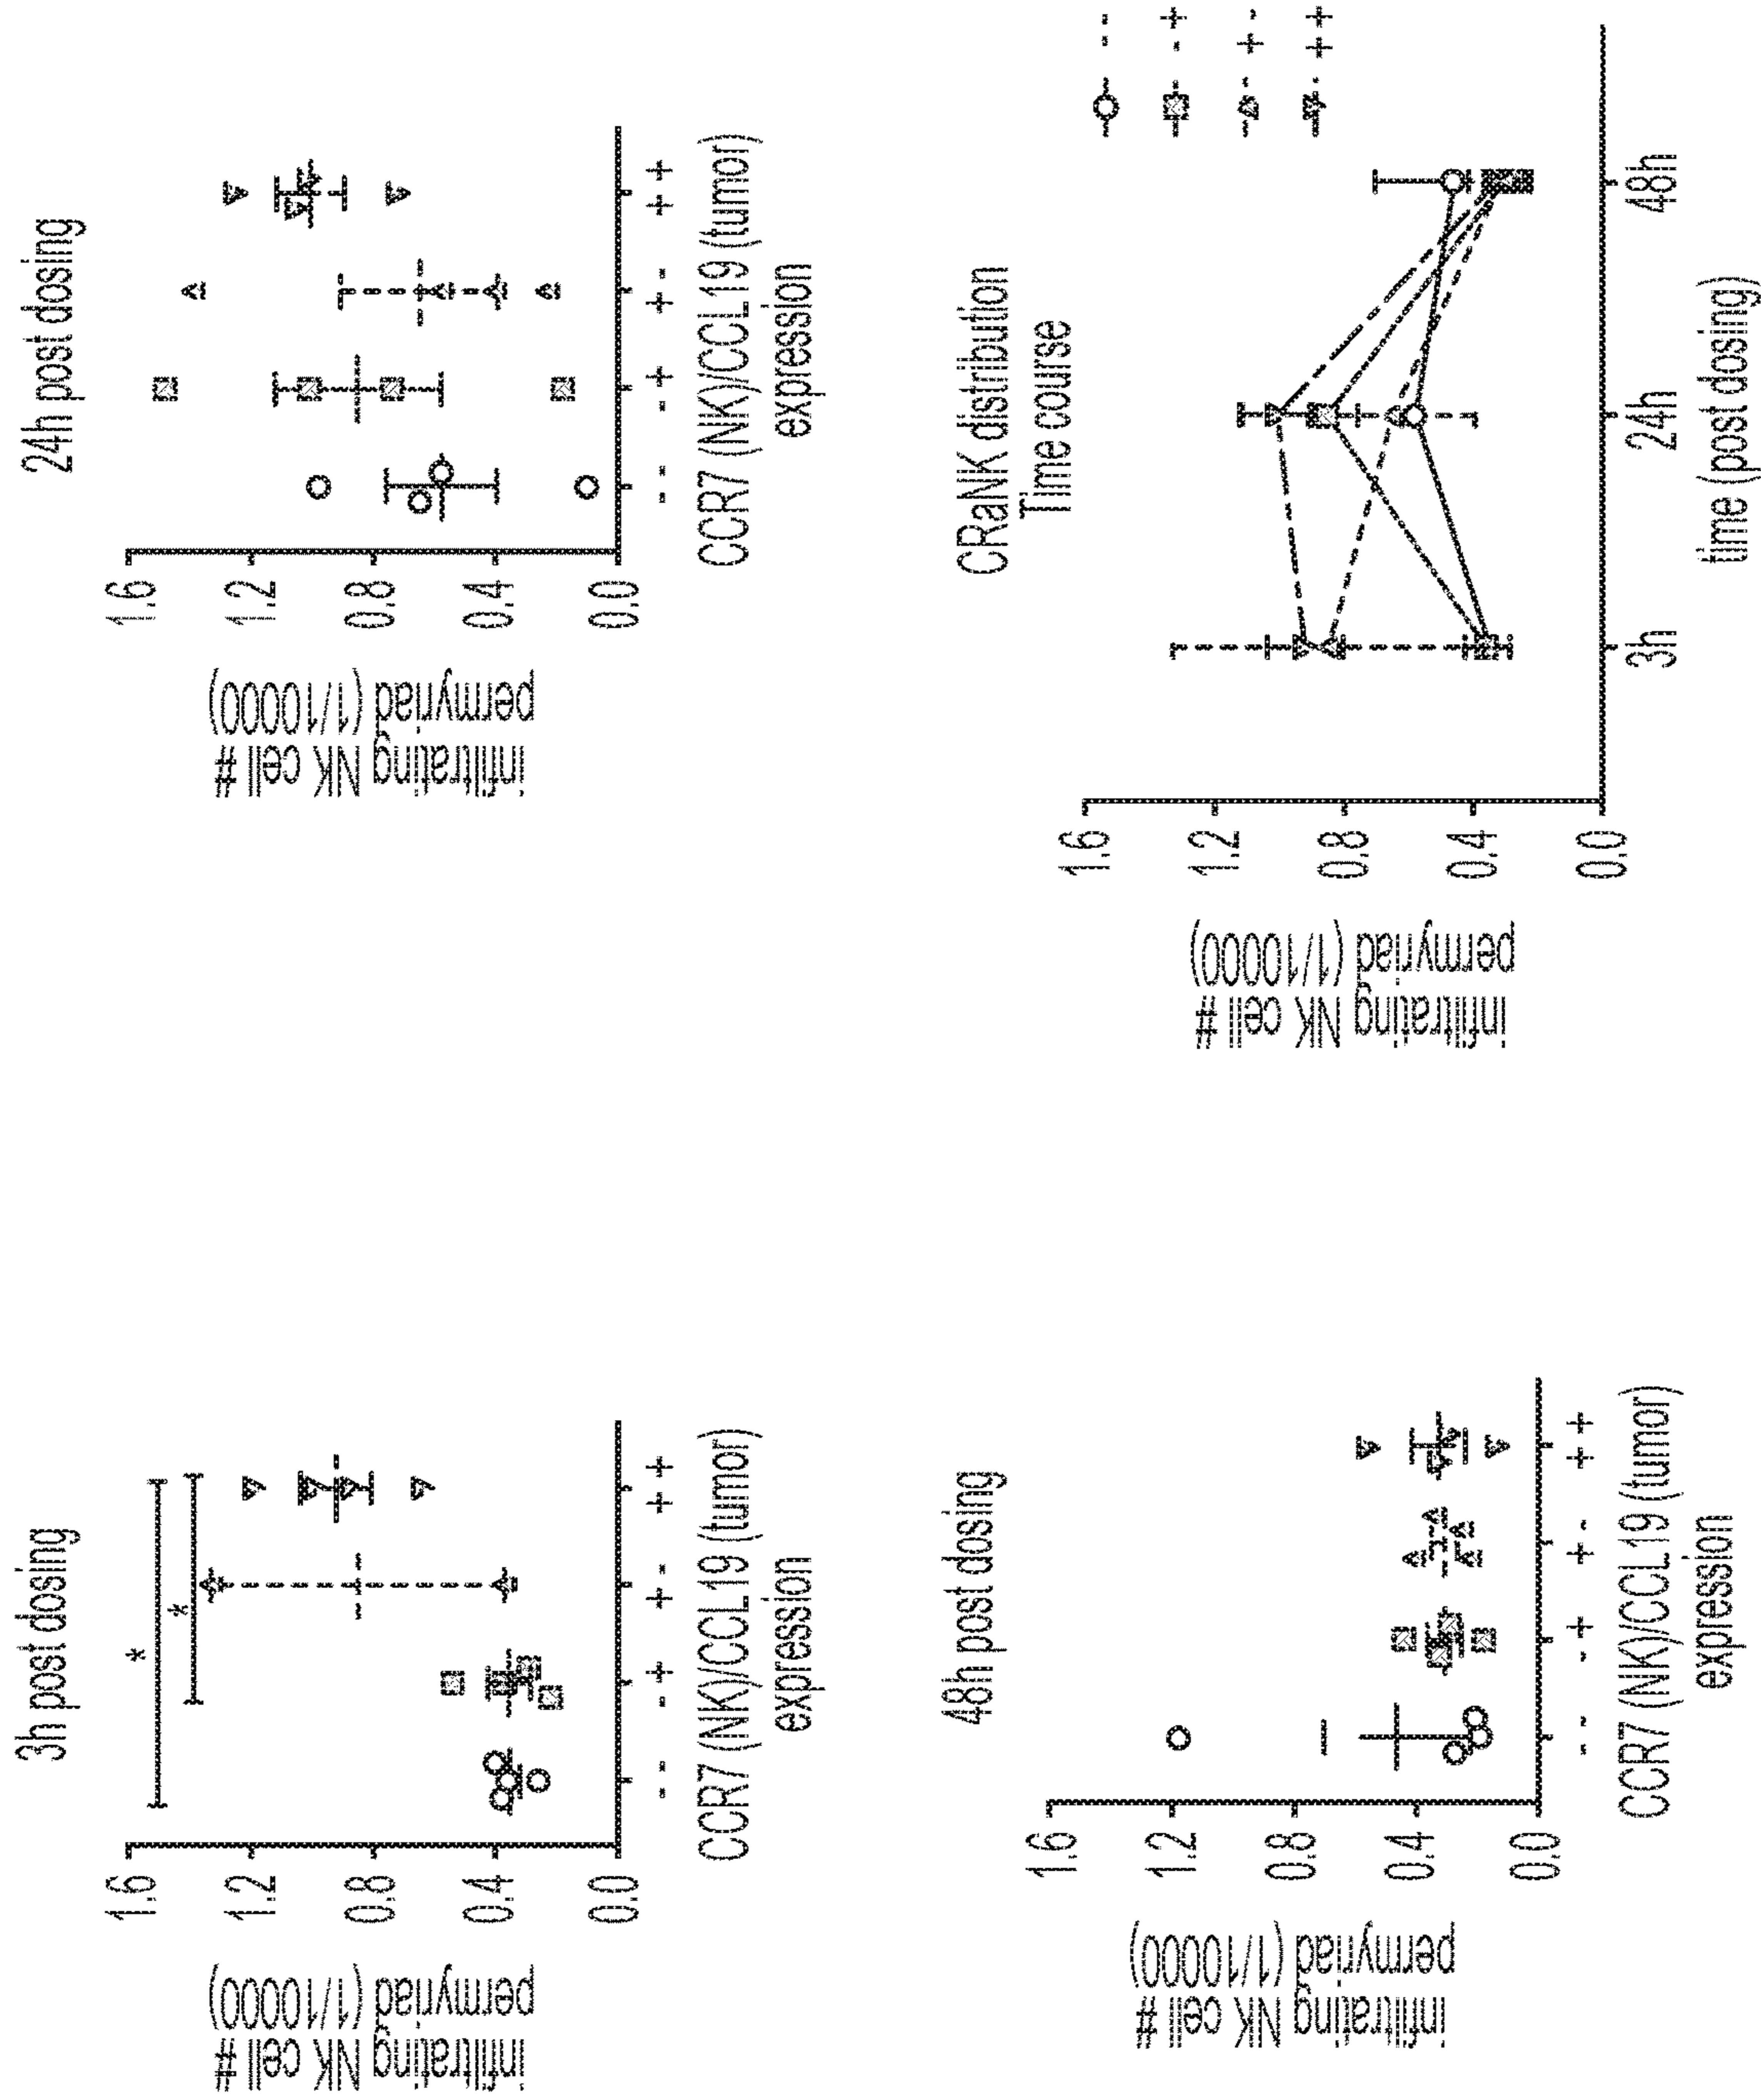 3h post dosing
*
*
infiltrating NK cell #
permyriad (1/10000)
1.6
1.2
0.8
0.4
0.0
- - - + + - + +
CCR7 (NK)/CCL19 (tumor)
expression
24h post dosing
infiltrating NK cell #
permyriad (1/10000)
1.6
1.2
0.8
0.4
0.0
- - - + + - + +
CCR7 (NK)/CCL19 (tumor)
expression
48h post dosing
infiltrating NK cell #
permyriad (1/10000)
1.6
1.2
0.8
0.4
0.0
- - - + + - + +
CCR7 (NK)/CCL19 (tumor)
expression
CRaNK distribution
Time course
infiltrating NK cell #
permyriad (1/10000)
1.6
1.2
0.8
0.4
0.0
3h 24h 48h
time (post dosing)
- -
- +
+ -
+ +